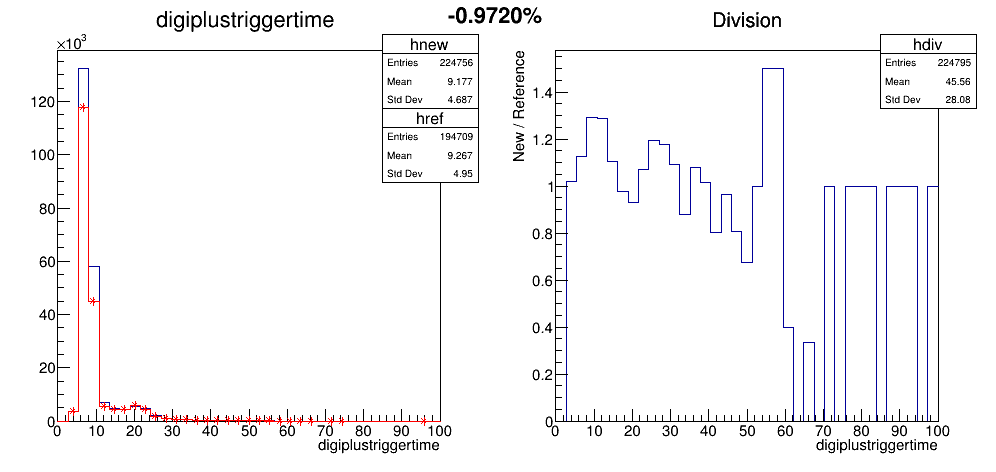 -0.9720%
digiplustriggertime
×10³
hnew
Entries 224756
Mean 9.177
Std Dev 4.687
href
Entries 194709
Mean 9.267
Std Dev 4.95
120
100
80
60
40
20
0
0 10 20 30 40 50 60 70 80 90 100
digiplustriggertime
Division
hdiv
Entries 224795
Mean 45.56
Std Dev 28.08
New / Reference
1.4
1.2
1
0.8
0.6
0.4
0.2
0
0 10 20 30 40 50 60 70 80 90 100
digiplustriggertime